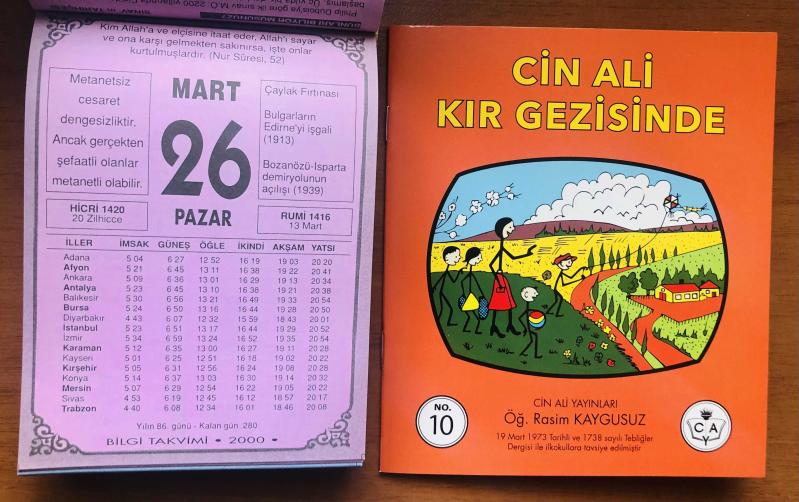 BUNLARI BİLİYOR MUSUNUZ?
Kim Allah'a ve elçisine itaat eder, Allah'ı sayar
ve ona karşı gelmekten sakınırsa, işte onlar
kurtulmuşlardır. (Nur Sûresi, 52)
Metanetsiz
cesaret
dengesizliktir.
Ancak gerçekten
şefaatli olanlar
metanetli olabilir.
MART
26
PAZAR
Çaylak Fırtınası
Bulgarların
Edirne'yi işgali
(1913)
Bozanözü-Isparta
demiryolunun
açılışı (1939)
HİCRİ 1420
20 Zilhicce
RUMİ 1416
13 Mart
İLLER İMSAK GÜNEŞ ÖĞLE İKİNDİ AKŞAM YATSI
Adana 5 04 6 27 12 52 16 19 19 03 20 20
Afyon 5 21 6 45 13 11 16 38 19 22 20 41
Ankara 5 09 6 36 13 01 16 29 19 13 20 34
Antalya 5 23 6 45 13 10 16 38 19 21 20 38
Balıkesir 5 30 6 56 13 21 16 49 19 33 20 54
Bursa 5 24 6 50 13 16 16 44 19 28 20 50
Diyarbakır 4 43 6 07 12 32 15 59 18 43 20 01
İstanbul 5 23 6 51 13 17 16 44 19 29 20 52
İzmir 5 34 6 59 13 24 16 52 19 35 20 54
Karaman 5 12 6 35 13 00 16 27 19 11 20 28
Kayseri 5 01 6 25 12 51 16 18 19 02 20 22
Kırşehir 5 05 6 31 12 56 16 24 19 08 20 28
Konya 5 14 6 37 13 03 16 30 19 14 20 32
Mersin 5 07 6 29 12 54 16 22 19 05 20 22
Sıvas 4 53 6 19 12 45 16 12 18 57 20 17
Trabzon 4 40 6 08 12 34 16 01 18 46 20 08
Yılın 86. günü - Kalan gün 280
BİLGİ TAKVİMİ • 2000 •
CİN ALİ
KIR GEZİSİNDE
NO.
10
CİN ALİ YAYINLARI
Öğ. Rasim KAYGUSUZ
19 Mart 1973 Tarihli ve 1738 sayılı Tebliğler
Dergisi ile ilkokullara tavsiye edilmiştir
C A
Y